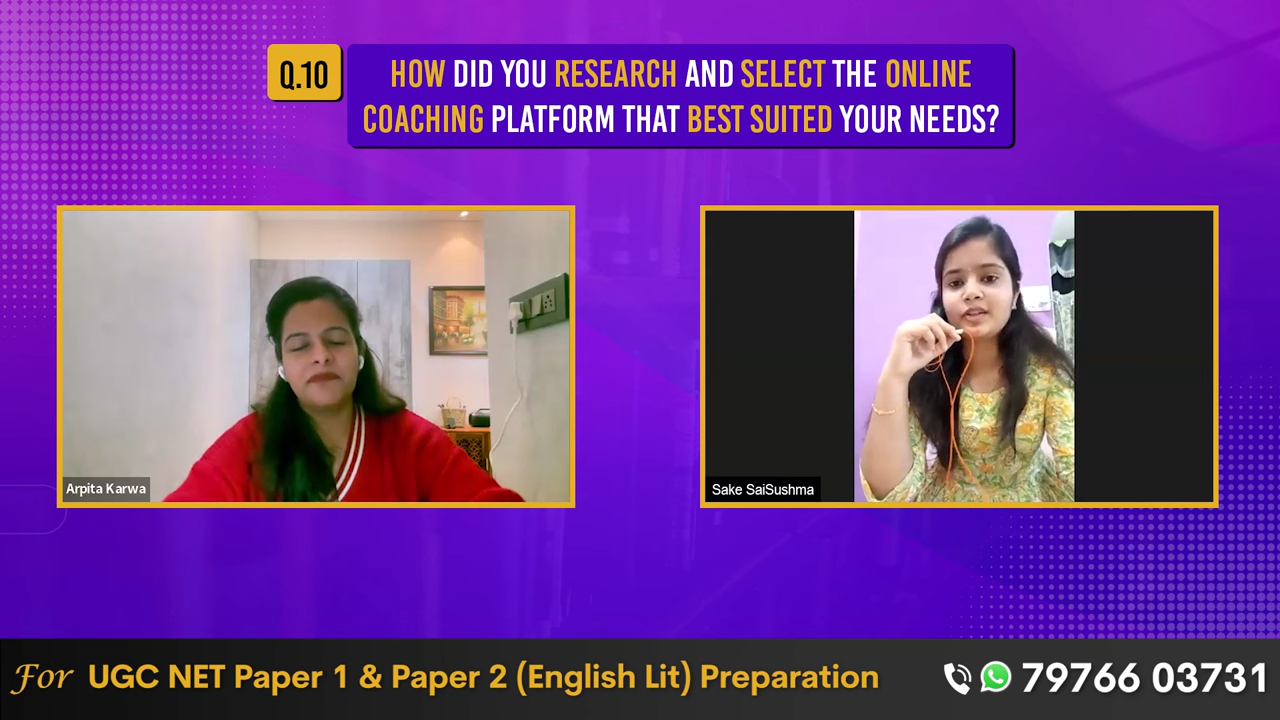 Q.10
HOW DID YOU RESEARCH AND SELECT THE ONLINE
COACHING PLATFORM THAT BEST SUITED YOUR NEEDS?
Arpita Karwa
Sake SaiSushma
For UGC NET Paper 1 & Paper 2 (English Lit) Preparation
79766 03731